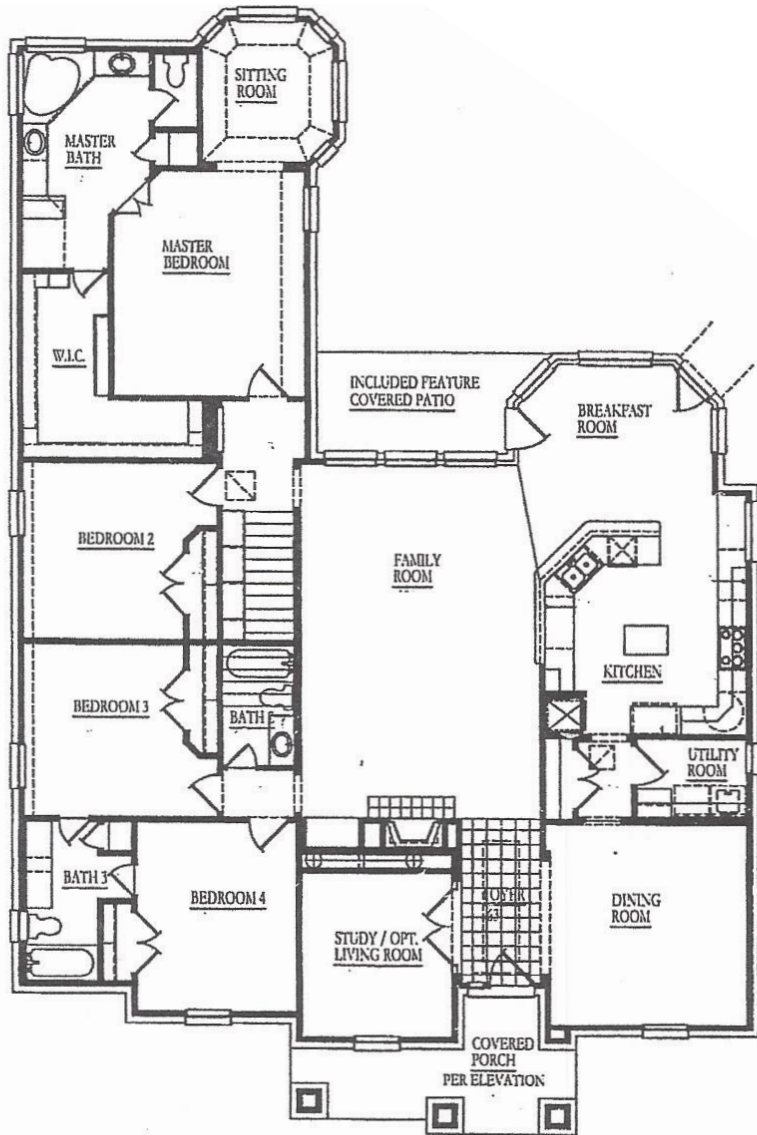 SITTING
ROOM
MASTER
BATH
MASTER
BEDROOM
W.I.C.
INCLUDED FEATURE
COVERED PATIO
BREAKFAST
ROOM
BEDROOM 2
FAMILY
ROOM
KITCHEN
BEDROOM 3
BATH
UTILITY
ROOM
BATH 3
BEDROOM 4
DINING
ROOM
STUDY / OPT.
LIVING ROOM
COVERED
PORCH
PER ELEVATION